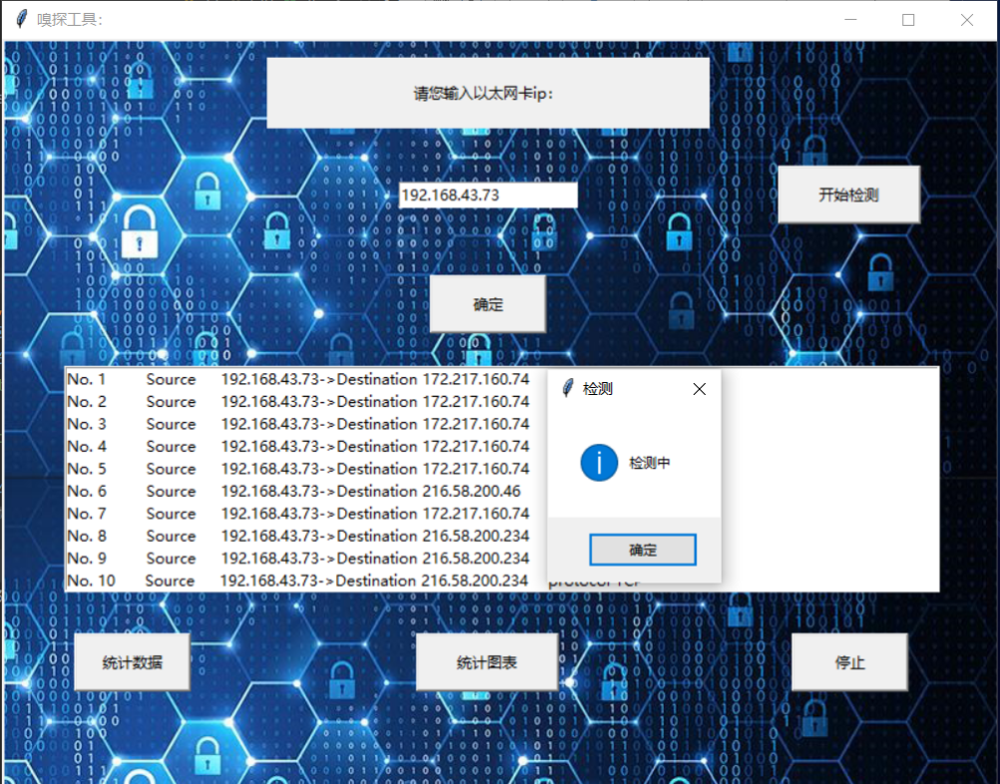 嗅探工具:
请您输入以太网卡ip:
192.168.43.73
开始检测
确定
No. 1 Source 192.168.43.73->Destination 172.217.160.74
No. 2 Source 192.168.43.73->Destination 172.217.160.74
No. 3 Source 192.168.43.73->Destination 172.217.160.74
No. 4 Source 192.168.43.73->Destination 172.217.160.74
No. 5 Source 192.168.43.73->Destination 172.217.160.74
No. 6 Source 192.168.43.73->Destination 216.58.200.46
No. 7 Source 192.168.43.73->Destination 172.217.160.74
No. 8 Source 192.168.43.73->Destination 216.58.200.234
No. 9 Source 192.168.43.73->Destination 216.58.200.234
No. 10 Source 192.168.43.73->Destination 216.58.200.234 protocol TCP
检测
检测中
确定
统计数据
统计图表
停止